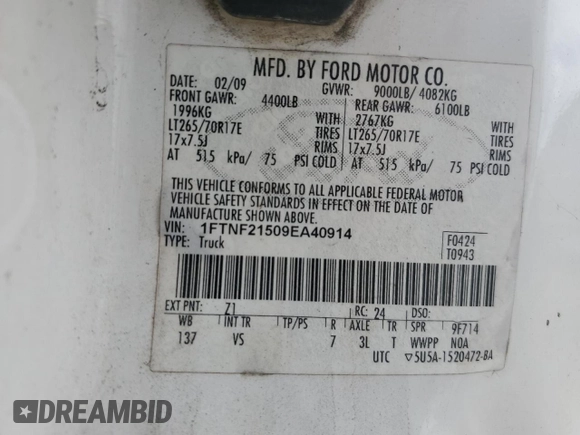 MFD. BY FORD MOTOR CO.
DATE: 02/09 GVWR: 9000LB/ 4082KG
FRONT GAWR: 4400LB REAR GAWR: 6100LB
1996KG WITH 2767KG WITH
LT265/70R17E TIRES LT265/70R17E TIRES
17x7.5J RIMS 17x7.5J RIMS
AT 515 kPa/ 75 PSI COLD AT 515 kPa/ 75 PSI COLD
THIS VEHICLE CONFORMS TO ALL APPLICABLE FEDERAL MOTOR
VEHICLE SAFETY STANDARDS IN EFFECT ON THE DATE OF
MANUFACTURE SHOWN ABOVE.
VIN: 1FTNF21509EA40914 F0424
TYPE: Truck T0943
EXT PNT: Z1 RC: 24 DSO:
WB INT TR TP/PS R AXLE TR SPR 9F714
137 VS 7 3L T WWPP NOA
UTC ▽5U5A-1520472-BA
DREAMBID